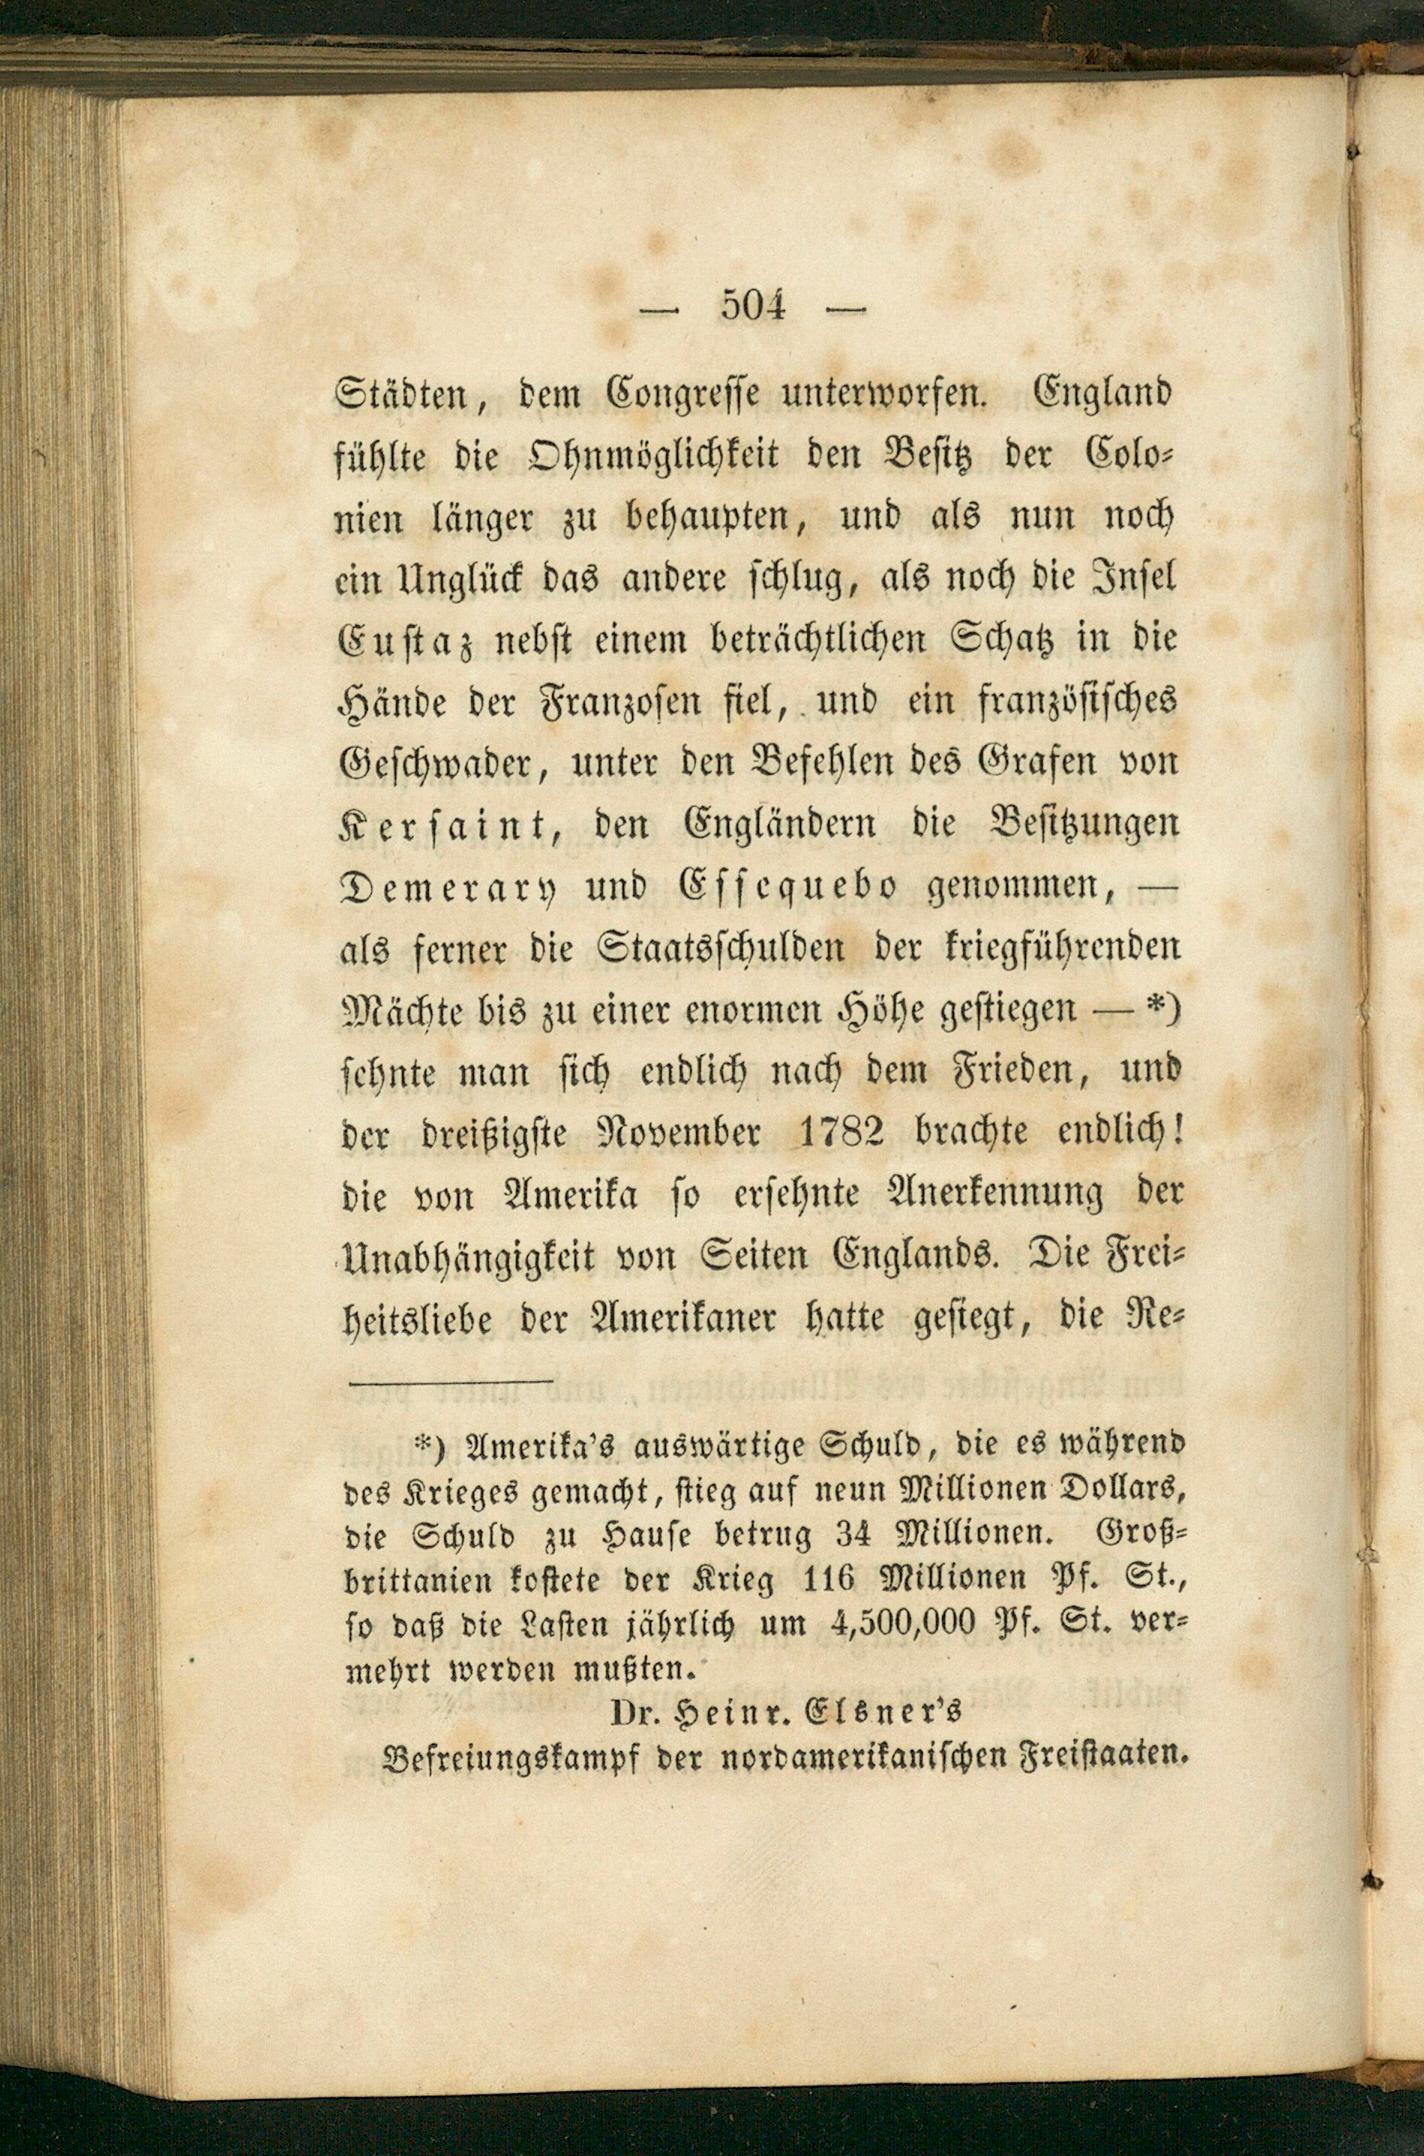 — 504 —
Städten, dem Congresse unterworfen. England
fühlte die Ohnmöglichkeit den Besitz der Colo-
nien länger zu behaupten, und als nun noch
ein Unglück das andere schlug, als noch die Insel
Eustaz nebst einem beträchtlichen Schatz in die
Hände der Franzosen fiel, und ein französisches
Geschwader, unter den Befehlen des Grafen von
Kersaint, den Engländern die Besitzungen
Demerary und Essequebo genommen, —
als ferner die Staatsschulden der kriegführenden
Mächte bis zu einer enormen Höhe gestiegen — *)
sehnte man sich endlich nach dem Frieden, und
der dreißigste November 1782 brachte endlich!
die von Amerika so ersehnte Anerkennung der
Unabhängigkeit von Seiten Englands. Die Frei-
heitsliebe der Amerikaner hatte gesiegt, die Re-
*) Amerika's auswärtige Schuld, die es während
des Krieges gemacht, stieg auf neun Millionen Dollars,
die Schuld zu Hause betrug 34 Millionen. Groß-
brittanien kostete der Krieg 116 Millionen Pf. St.,
so daß die Lasten jährlich um 4,500,000 Pf. St. ver-
mehrt werden mußten.
Dr. Heinr. Elsner's
Befreiungskampf der nordamerikanischen Freistaaten.